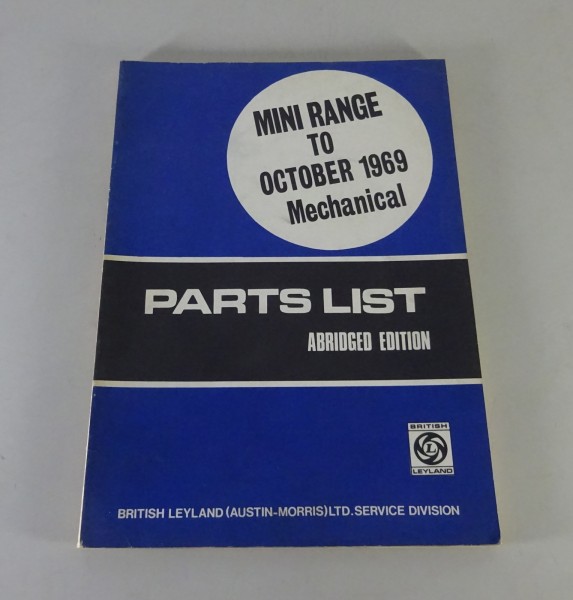 MINI RANGE
TO
OCTOBER 1969
Mechanical
PARTS LIST
ABRIDGED EDITION
BRITISH
L
LEYLAND
BRITISH LEYLAND (AUSTIN-MORRIS) LTD. SERVICE DIVISION